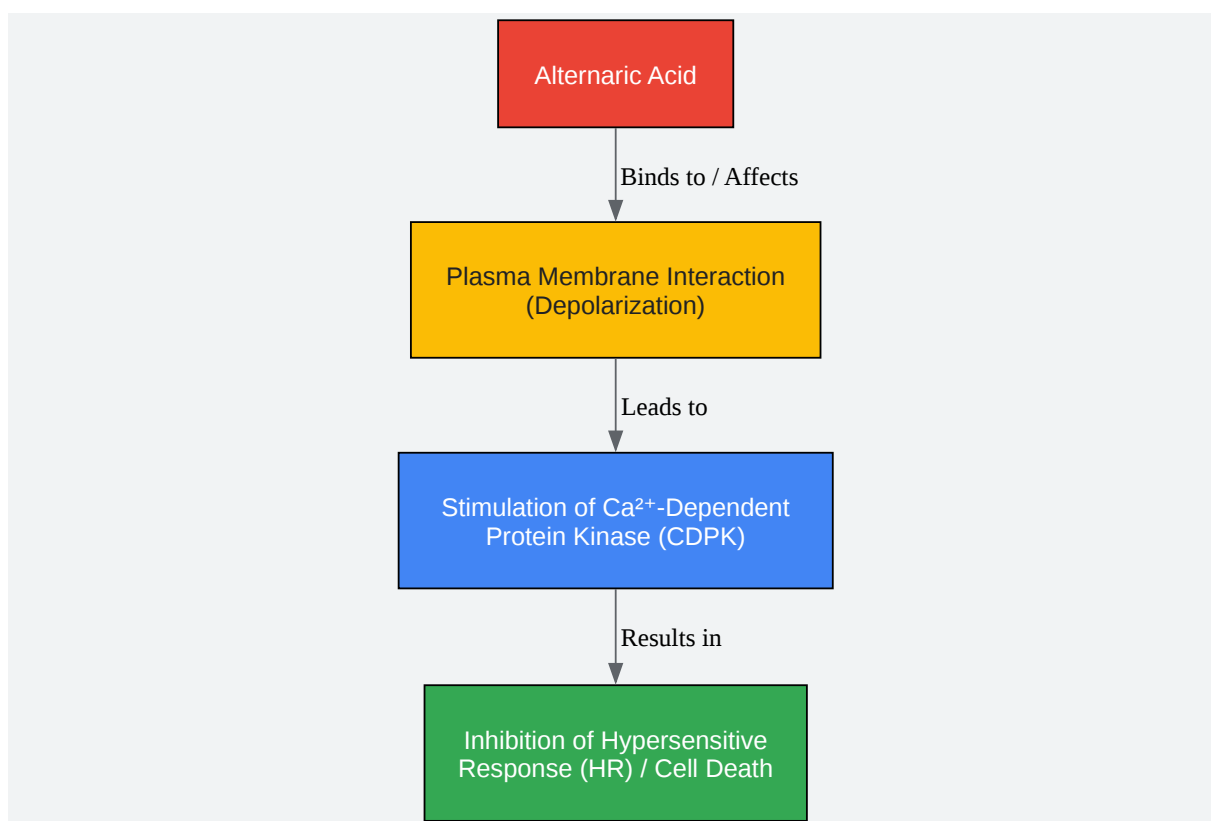 Alternaric Acid
Binds to / Affects
Plasma Membrane Interaction
(Depolarization)
Leads to
Stimulation of Ca²⁺-Dependent
Protein Kinase (CDPK)
Results in
Inhibition of Hypersensitive
Response (HR) / Cell Death